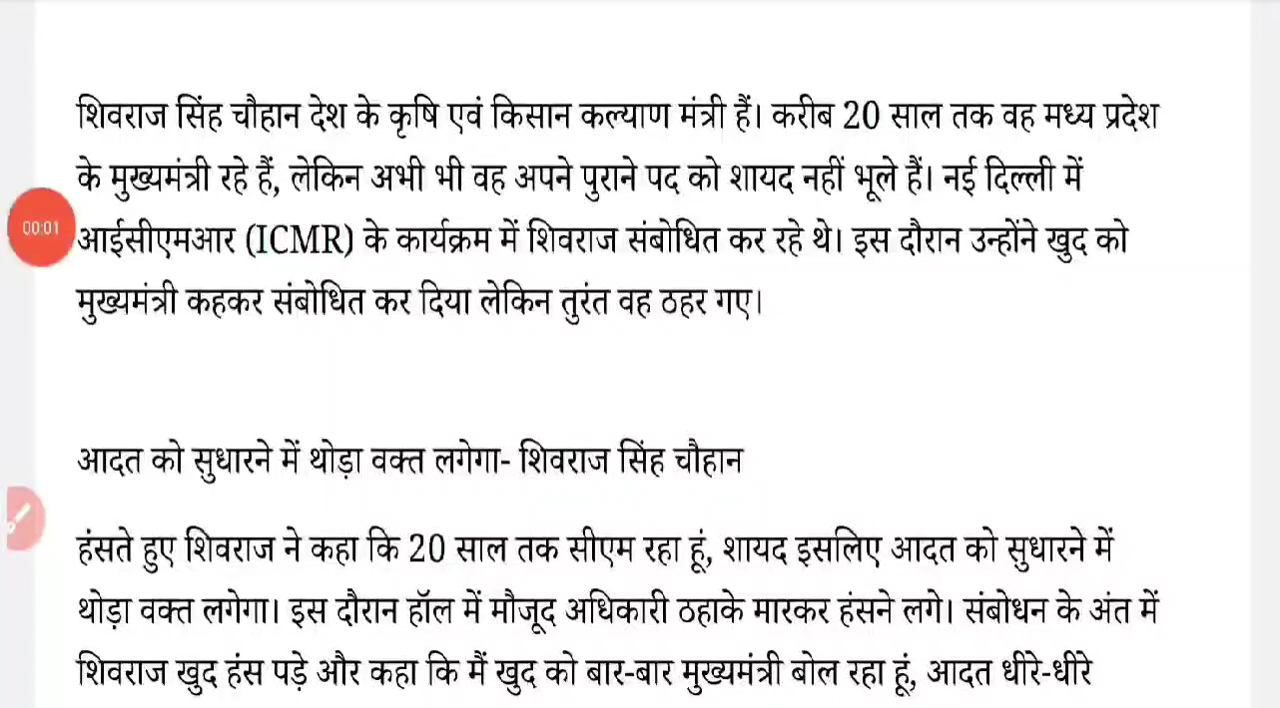 शिवराज सिंह चौहान देश के कृषि एवं किसान कल्याण मंत्री हैं। करीब 20 साल तक वह मध्य प्रदेश
के मुख्यमंत्री रहे हैं, लेकिन अभी भी वह अपने पुराने पद को शायद नहीं भूले हैं। नई दिल्ली में
00:01
आईसीएमआर (ICMR) के कार्यक्रम में शिवराज संबोधित कर रहे थे। इस दौरान उन्होंने खुद को
मुख्यमंत्री कहकर संबोधित कर दिया लेकिन तुरंत वह ठहर गए।
आदत को सुधारने में थोड़ा वक्त लगेगा- शिवराज सिंह चौहान
हंसते हुए शिवराज ने कहा कि 20 साल तक सीएम रहा हूं, शायद इसलिए आदत को सुधारने में
थोड़ा वक्त लगेगा। इस दौरान हॉल में मौजूद अधिकारी ठहाके मारकर हंसने लगे। संबोधन के अंत में
शिवराज खुद हंस पड़े और कहा कि मैं खुद को बार-बार मुख्यमंत्री बोल रहा हूं, आदत धीरे-धीरे